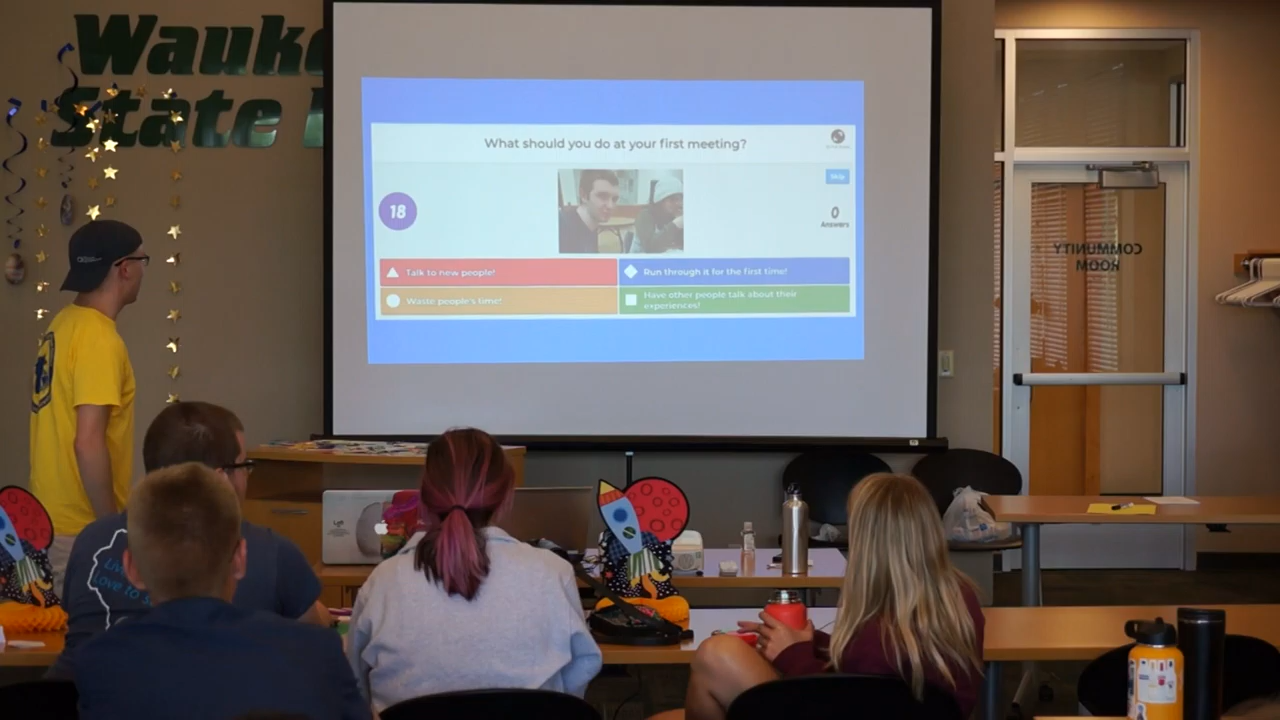 Wauke
State
What should you do at your first meeting?
Skip
18
0
Answers
Talk to new people!
Run through it for the first time!
Waste people's time!
Have other people talk about their
experiences!
COMMUNITY
ROOM